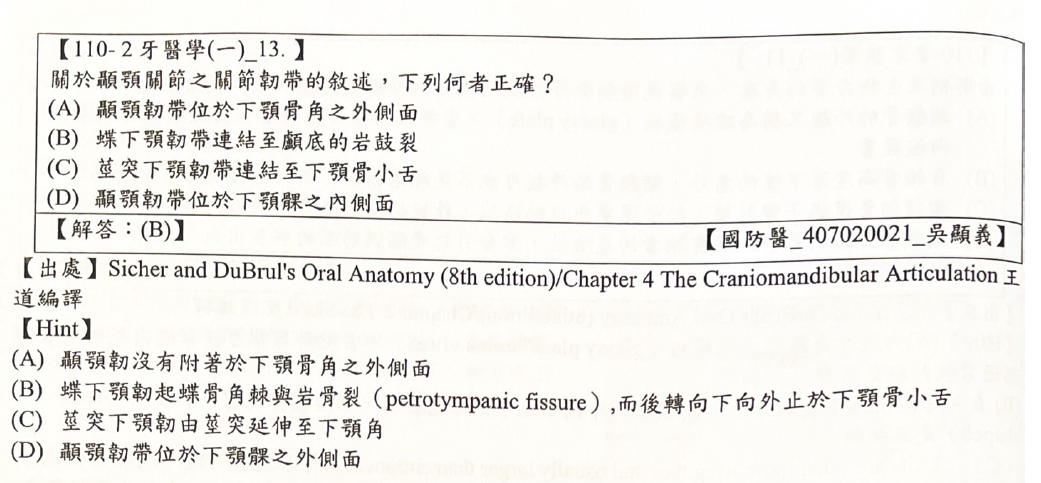 【110-2 牙醫學(一)_13.】
關於顳顎關節之關節韌帶的敘述，下列何者正確？
(A) 顳顎韌帶位於下顎骨角之外側面
(B) 蝶下顎韌帶連結至顱底的岩鼓裂
(C) 莖突下顎韌帶連結至下顎骨小舌
(D) 顳顎韌帶位於下顎髁之內側面
【解答：(B)】 【國防醫_407020021_吳顯義】
【出處】Sicher and DuBrul's Oral Anatomy (8th edition)/Chapter 4 The Craniomandibular Articulation 王
道編譯
【Hint】
(A) 顳顎韌沒有附著於下顎骨角之外側面
(B) 蝶下顎韌起蝶骨角棘與岩骨裂（petrotympanic fissure）,而後轉向下向外止於下顎骨小舌
(C) 莖突下顎韌由莖突延伸至下顎角
(D) 顳顎韌帶位於下顎髁之外側面